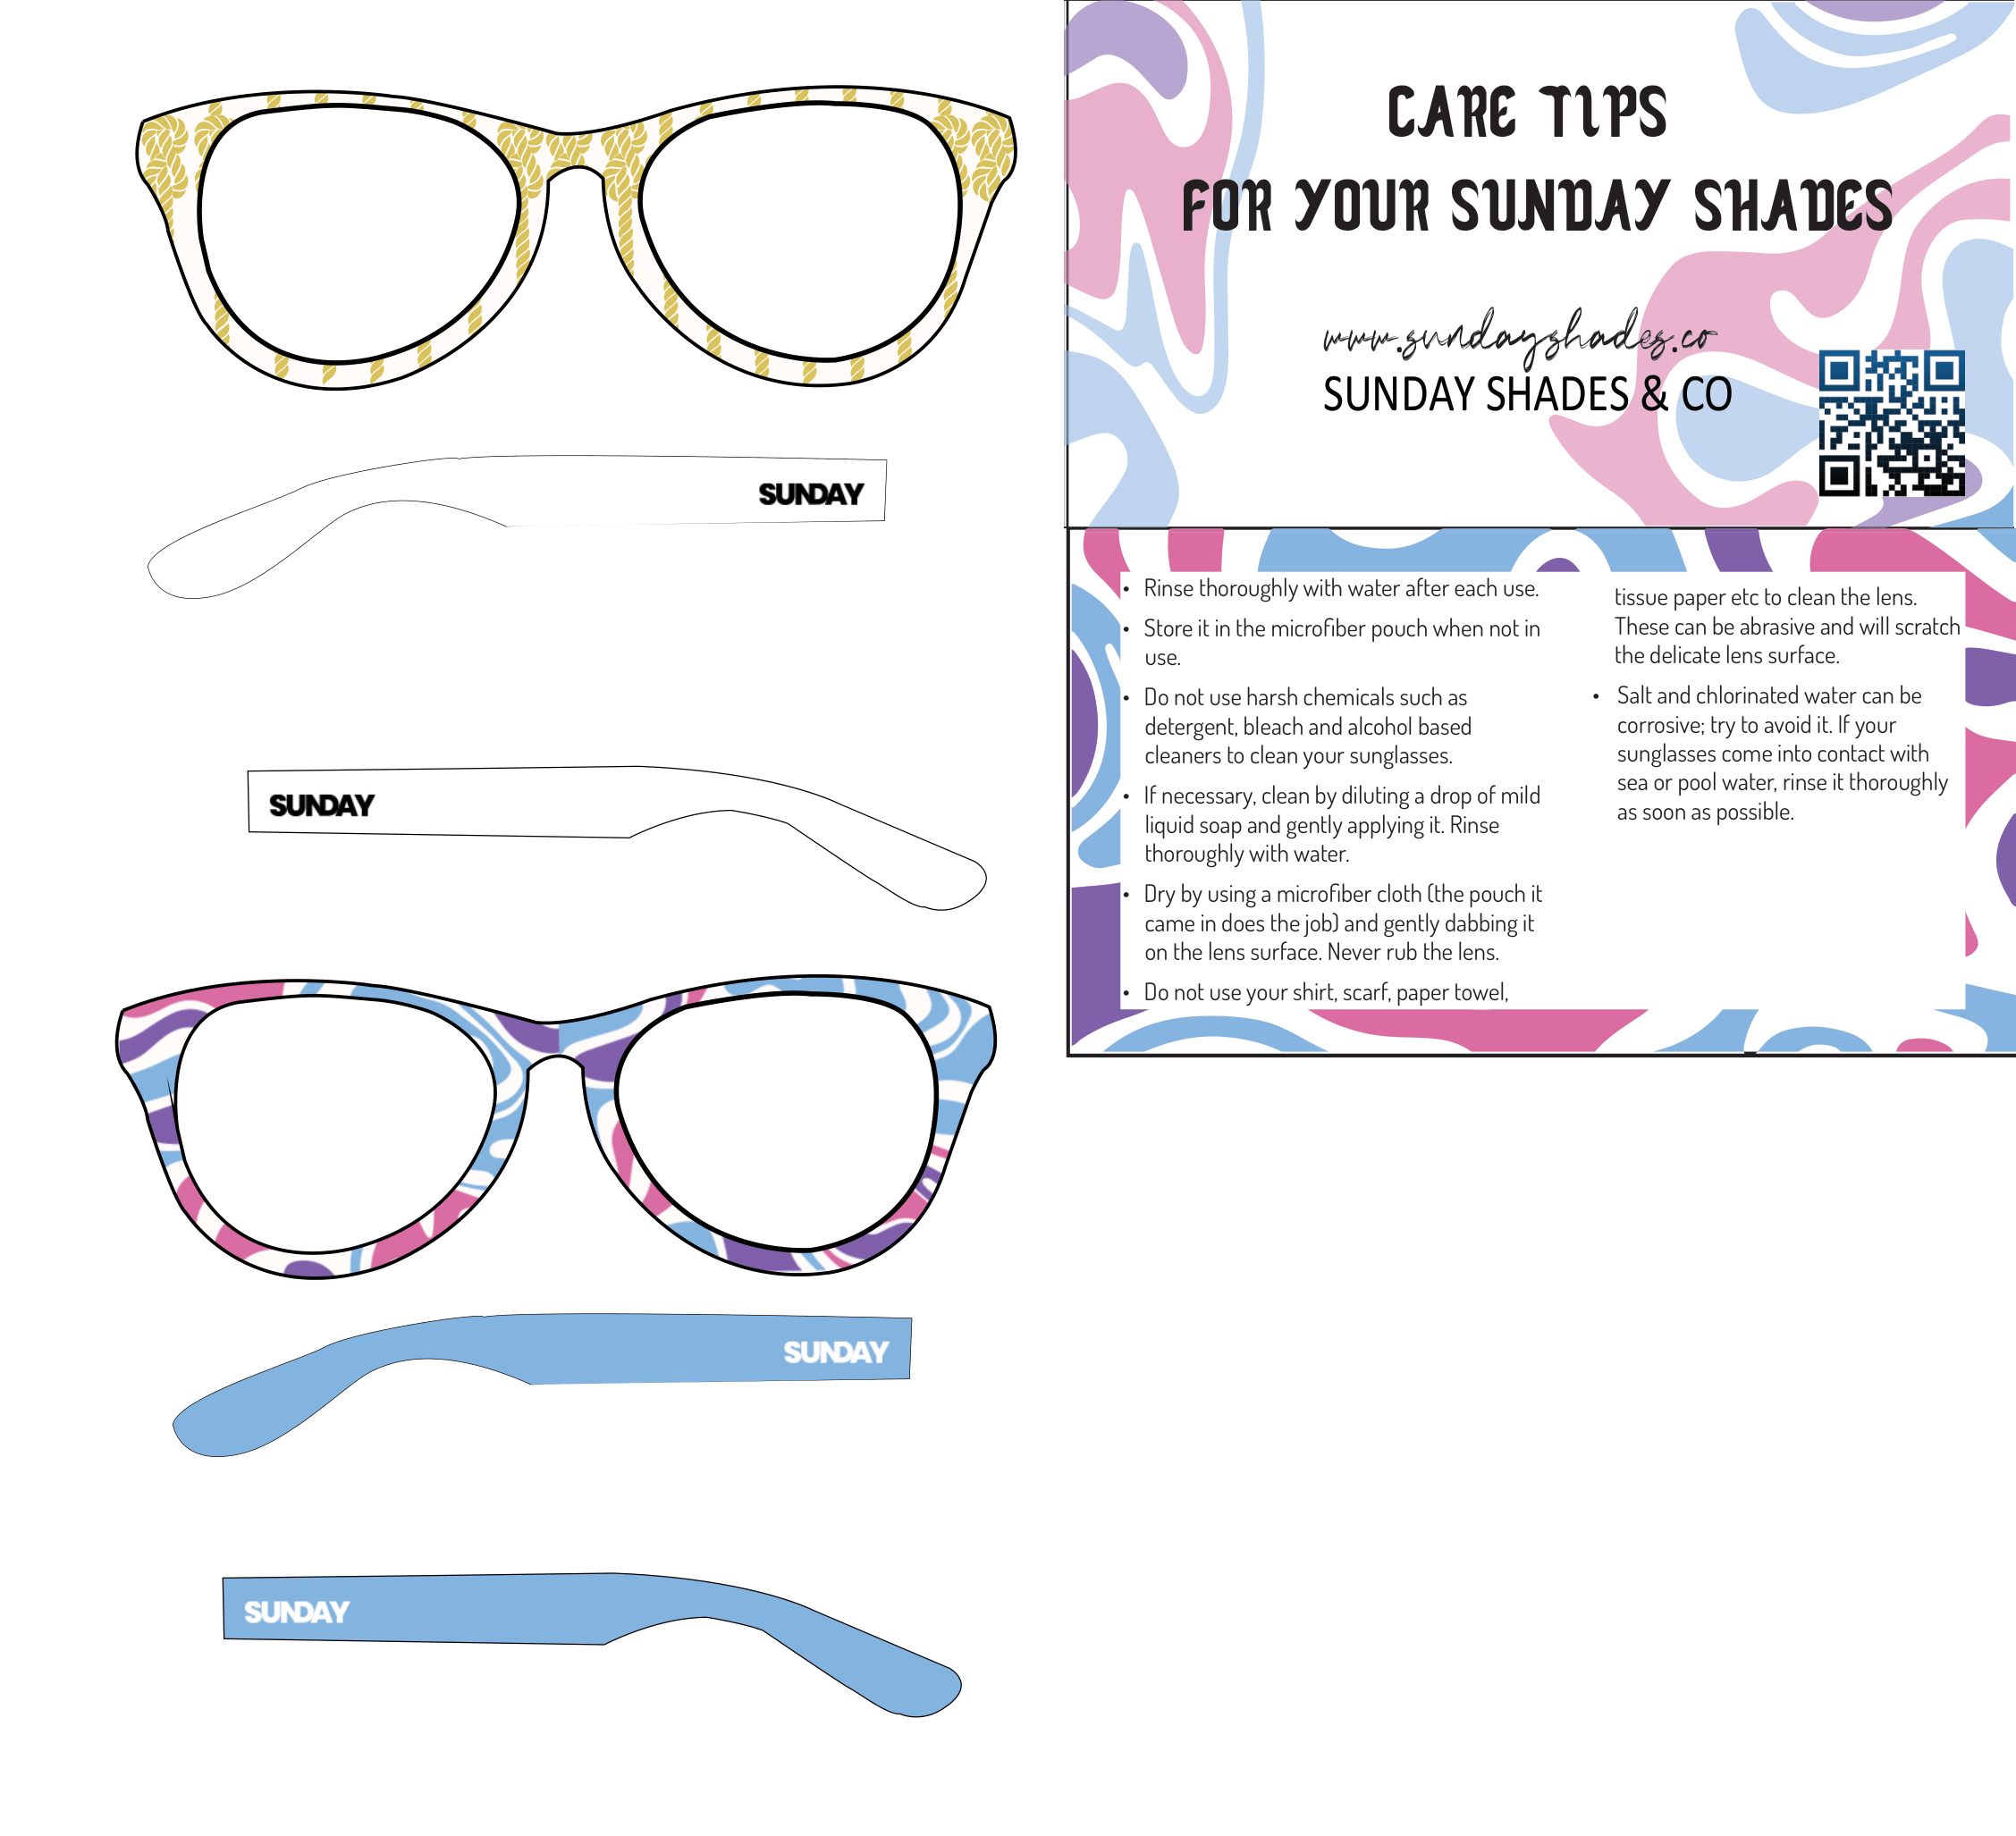 CARE TIPS
FOR YOUR SUNDAY SHADES
www.sundayshades.co
SUNDAY SHADES & CO
• Rinse thoroughly with water after each use.
• Store it in the microfiber pouch when not in
use.
• Do not use harsh chemicals such as
detergent, bleach and alcohol based
cleaners to clean your sunglasses.
• If necessary, clean by diluting a drop of mild
liquid soap and gently applying it. Rinse
thoroughly with water.
• Dry by using a microfiber cloth (the pouch it
came in does the job) and gently dabbing it
on the lens surface. Never rub the lens.
• Do not use your shirt, scarf, paper towel,
tissue paper etc to clean the lens.
These can be abrasive and will scratch
the delicate lens surface.
• Salt and chlorinated water can be
corrosive; try to avoid it. If your
sunglasses come into contact with
sea or pool water, rinse it thoroughly
as soon as possible.
SUNDAY
SUNDAY
SUNDAY
SUNDAY